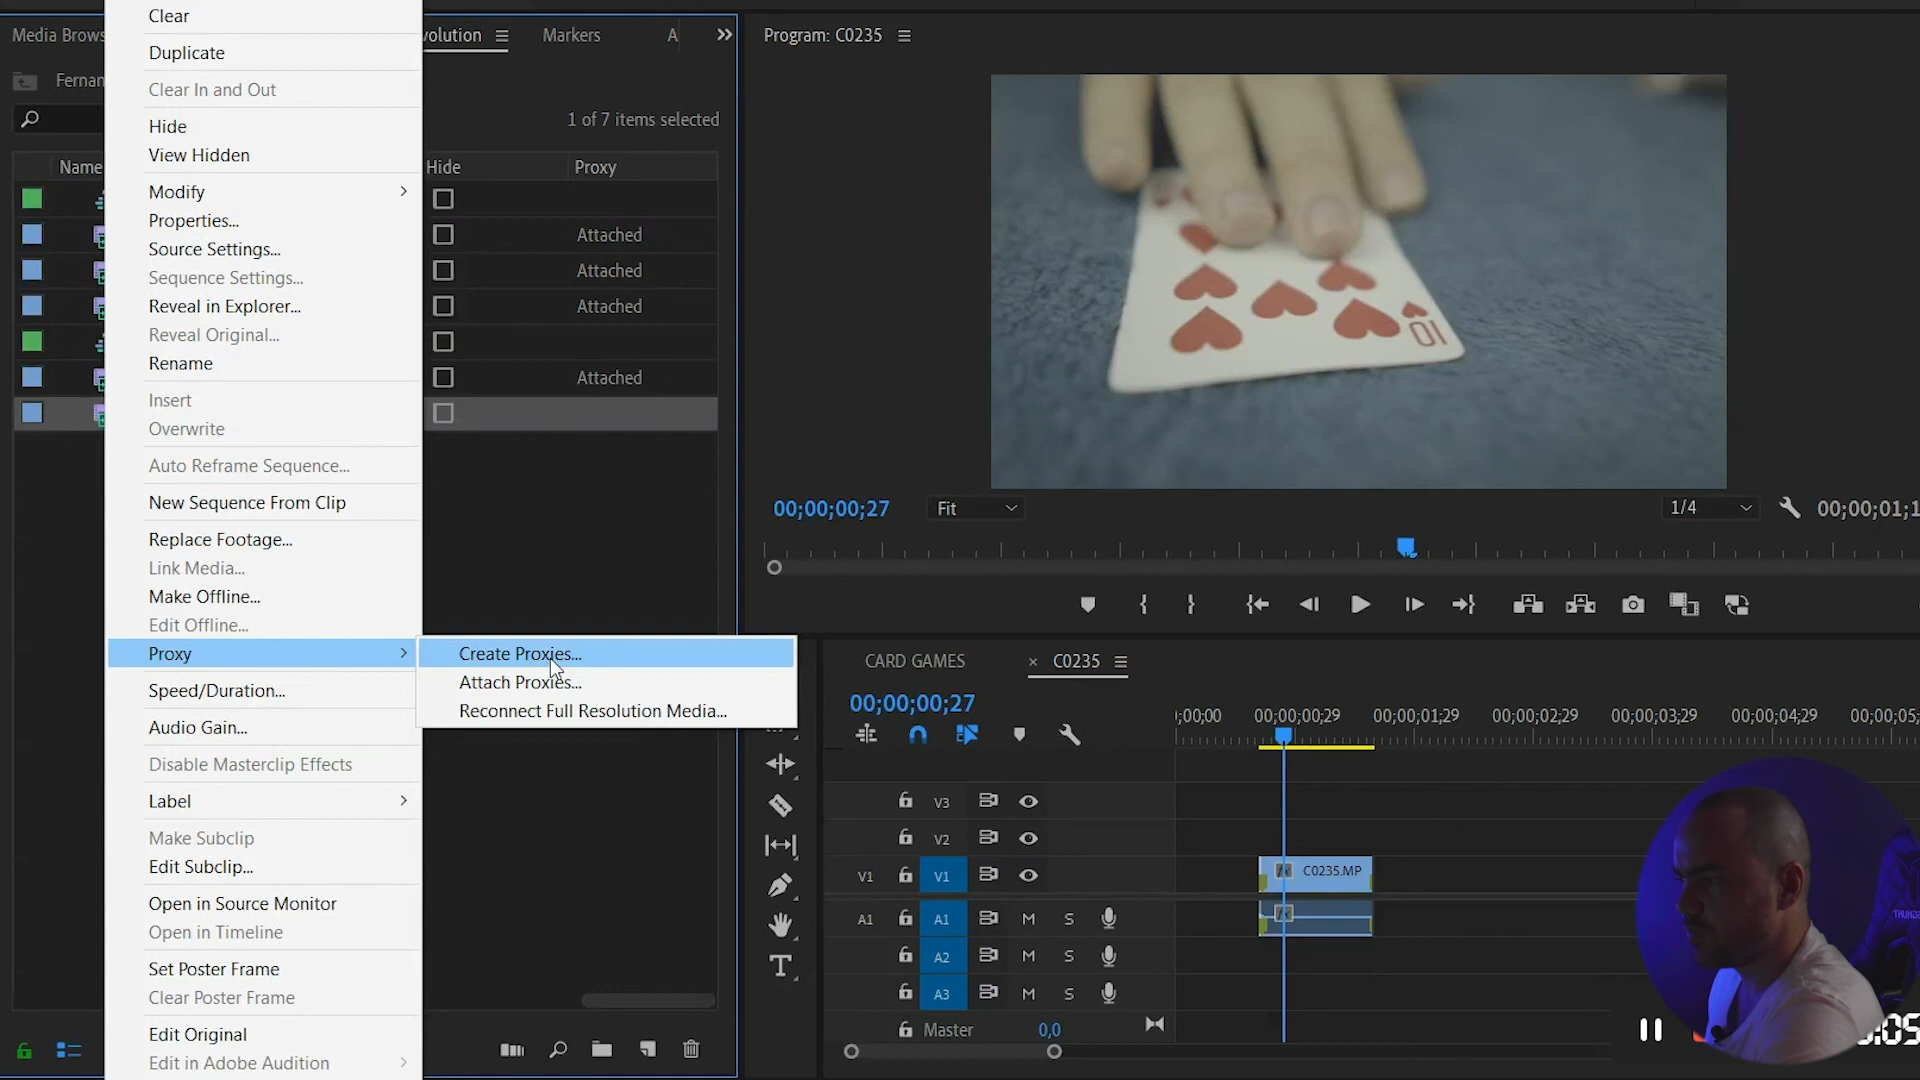 Clear
Duplicate
Clear In and Out
Hide
View Hidden
Modify
Properties...
Source Settings...
Sequence Settings...
Reveal in Explorer...
Reveal Original...
Rename
Insert
Overwrite
Auto Reframe Sequence...
New Sequence From Clip
Replace Footage...
Link Media...
Make Offline...
Edit Offline...
Proxy
Speed/Duration...
Audio Gain...
Disable Masterclip Effects
Label
Make Subclip
Edit Subclip...
Open in Source Monitor
Open in Timeline
Set Poster Frame
Clear Poster Frame
Edit Original
Edit in Adobe Audition
Create Proxies...
Attach Proxies...
Reconnect Full Resolution Media...
Media Brows
volution
Markers
A
Fernan
1 of 7 items selected
Name
Hide
Proxy
Attached
Attached
Attached
Attached
Program: C0235
10
00;00;00;27
Fit
1/4
00;00;01;1
CARD GAMES
× C0235
00;00;00;27
;00;00
00;00;00;29
00;00;01;29
00;00;02;29
00;00;03;29
00;00;04;29
00;00;05;
V3
V2
V1 V1
fx C0235.MP
A1 A1 M S
A2 M S
A3 M S
Master 0,0